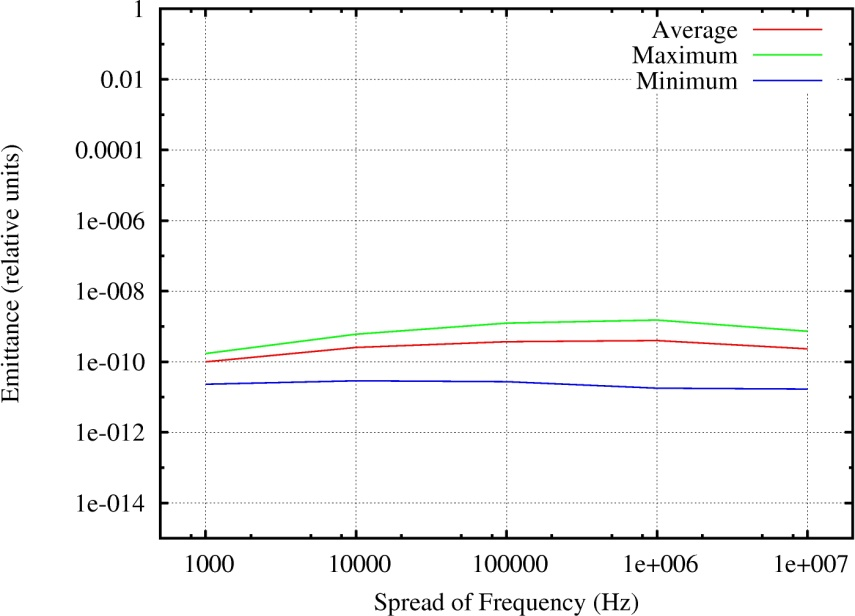 1
0.01
0.0001
1e-006
1e-008
1e-010
1e-012
1e-014
Emittance (relative units)
Average
Maximum
Minimum
1000
10000
100000
1e+006
1e+007
Spread of Frequency (Hz)